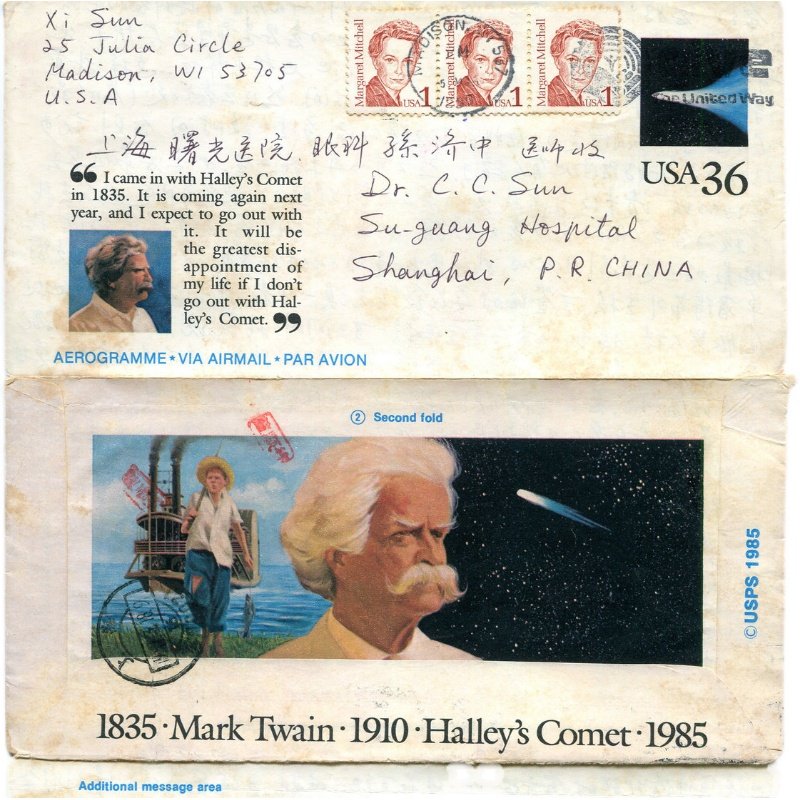 Xi Sun
25 Julia Circle
Madison, WI 53705
U.S.A
Margaret Mitchell
USA 1
Margaret Mitchell
USA 1
Margaret Mitchell
USA 1
MADISON
PM
The United Way
USA 36
上海 曙光医院 眼科 孫济中 医师收
Dr. C. C. Sun
Su-guang Hospital
Shanghai, P.R. CHINA
“ I came in with Halley's Comet
in 1835. It is coming again next
year, and I expect to go out with
it. It will be
the greatest dis-
appointment of
my life if I don't
go out with Hal-
ley's Comet. ”
AEROGRAMME ★ VIA AIRMAIL ★ PAR AVION
② Second fold
© USPS 1985
1835 · Mark Twain · 1910 · Halley's Comet · 1985
Additional message area